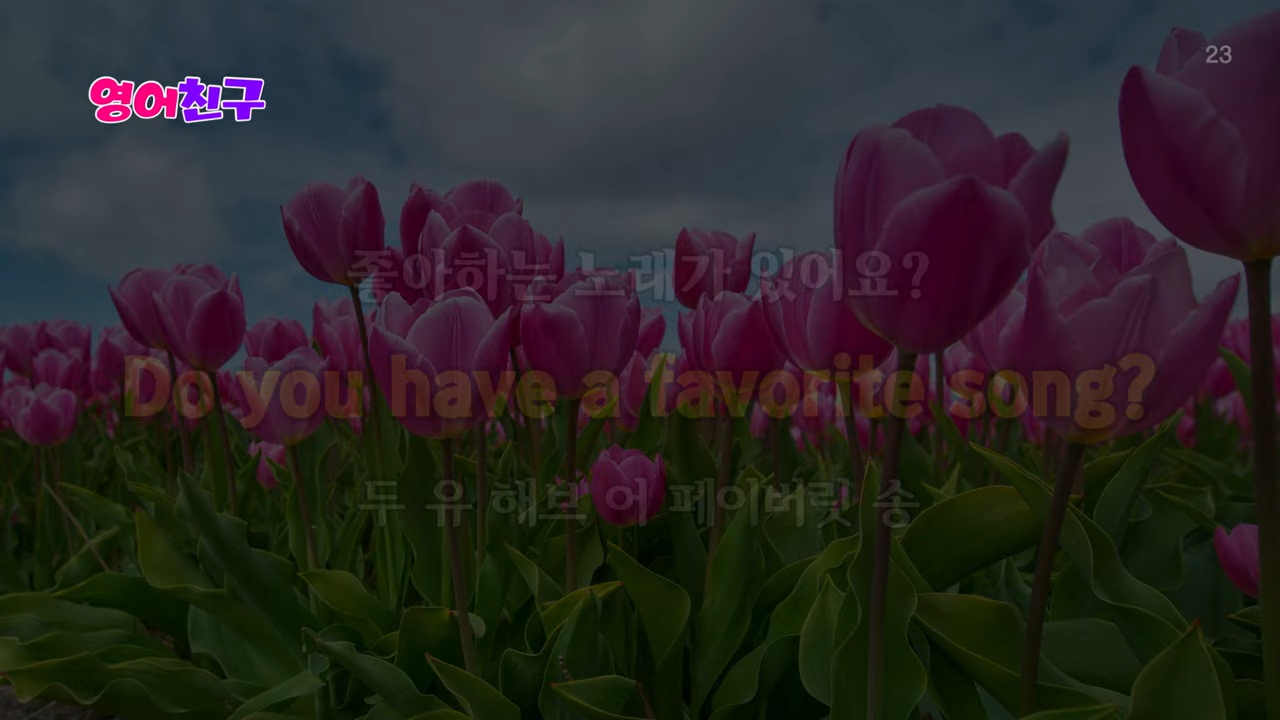 23
영어친구
좋아하는 노래가 있어요?
Do you have a favorite song?
두 유 해브 어 페이버릿 송